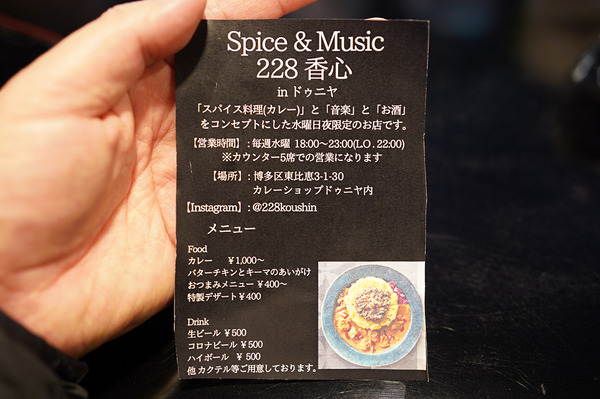 Spice & Music
228 香心
in ドゥニヤ
「スパイス料理(カレー)」と「音楽」と「お酒」
をコンセプトにした水曜日夜限定のお店です。
【営業時間】: 毎週水曜 18:00~23:00(LO. 22:00)
※カウンター5席での営業になります
【場所】: 博多区東比恵3-1-30
カレーショップドゥニヤ内
【Instagram】: @228koushin
メニュー
Food
カレー ¥1,000~
バターチキンとキーマのあいがけ
おつまみメニュー ¥400~
特製デザート¥400
Drink
生ビール ¥500
コロナビール ¥500
ハイボール ¥ 500
他 カクテル等ご用意しております。